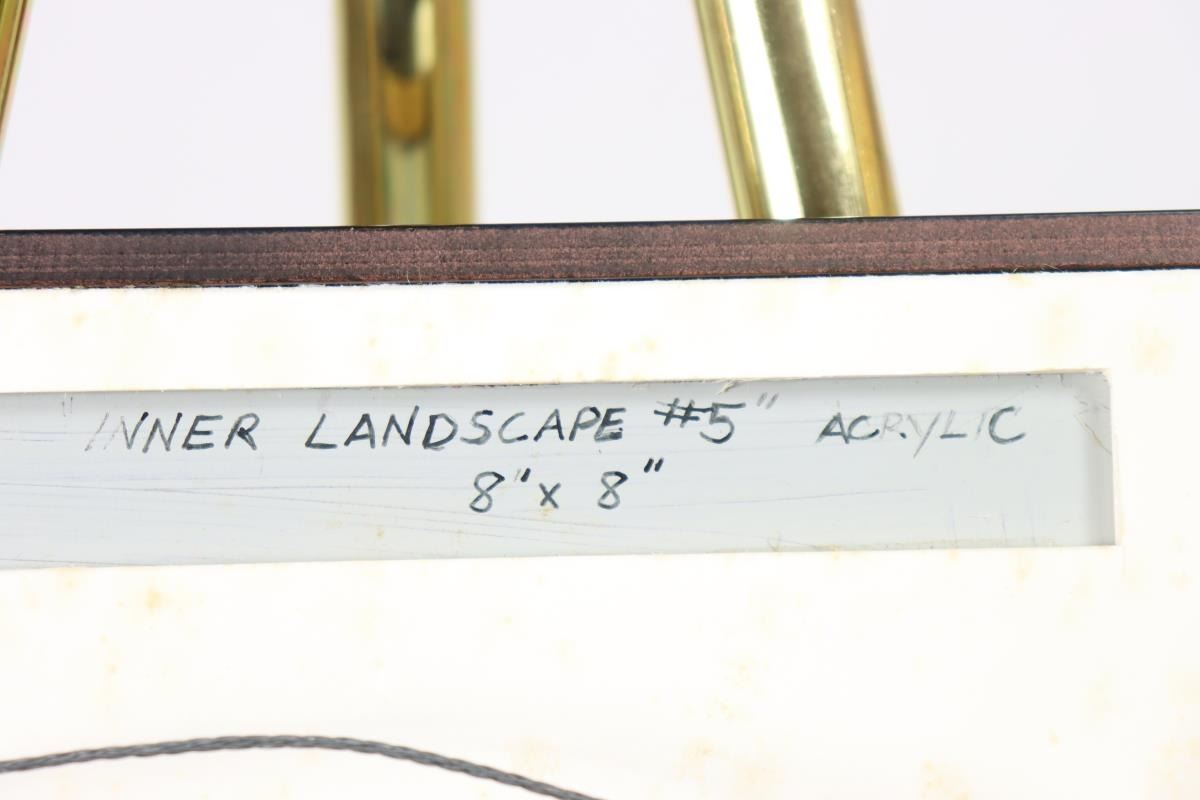 "INNER LANDSCAPE #5" ACRYLIC
8" x 8"